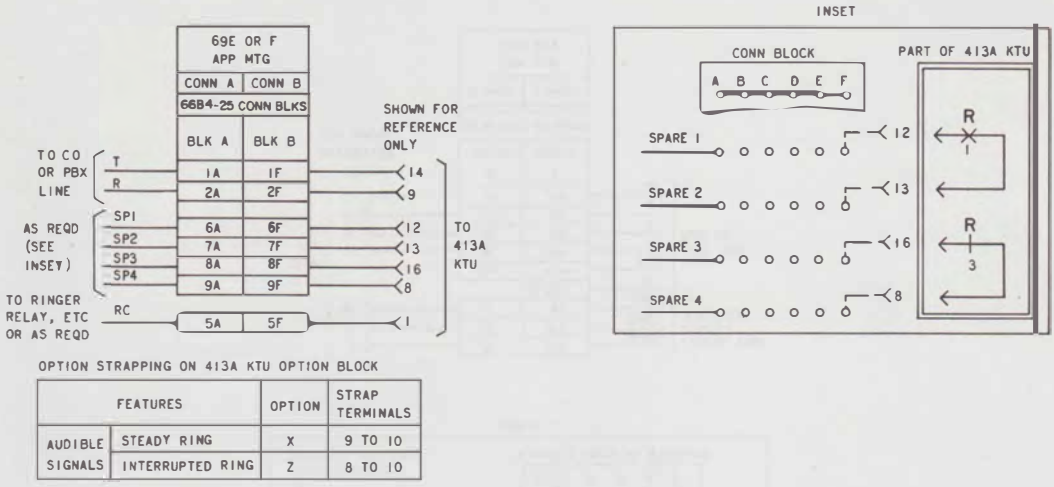 INSET
69E OR F
APP MTG
CONN A CONN B
66B4-25 CONN BLKS
BLK A BLK B
SHOWN FOR
REFERENCE
ONLY
TO CO
OR PBX
LINE
T 1A 1F 14
R 2A 2F 9
AS REQD
(SEE
INSET)
SP1 6A 6F 12
SP2 7A 7F 13
SP3 8A 8F 16
SP4 9A 9F 8
TO
413A
KTU
TO RINGER
RELAY, ETC
OR AS REQD
RC 5A 5F 1
CONN BLOCK
A B C D E F
PART OF 413A KTU
SPARE 1 12
R
1
SPARE 2 13
SPARE 3 16
R
3
SPARE 4 8
OPTION STRAPPING ON 413A KTU OPTION BLOCK
FEATURES OPTION STRAP
TERMINALS
AUDIBLE
SIGNALS
STEADY RING X 9 TO 10
INTERRUPTED RING Z 8 TO 10